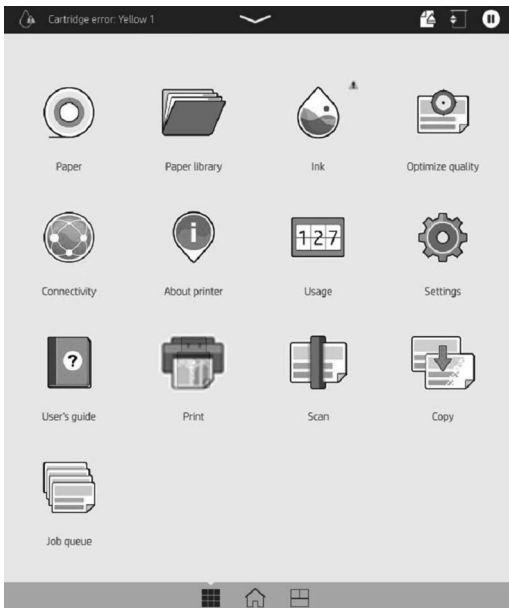 Cartridge error: Yellow 1
Paper
Paper library
Ink
Optimize quality
Connectivity
i
About printer
127
Usage
Settings
?
User's guide
Print
Scan
Copy
Job queue